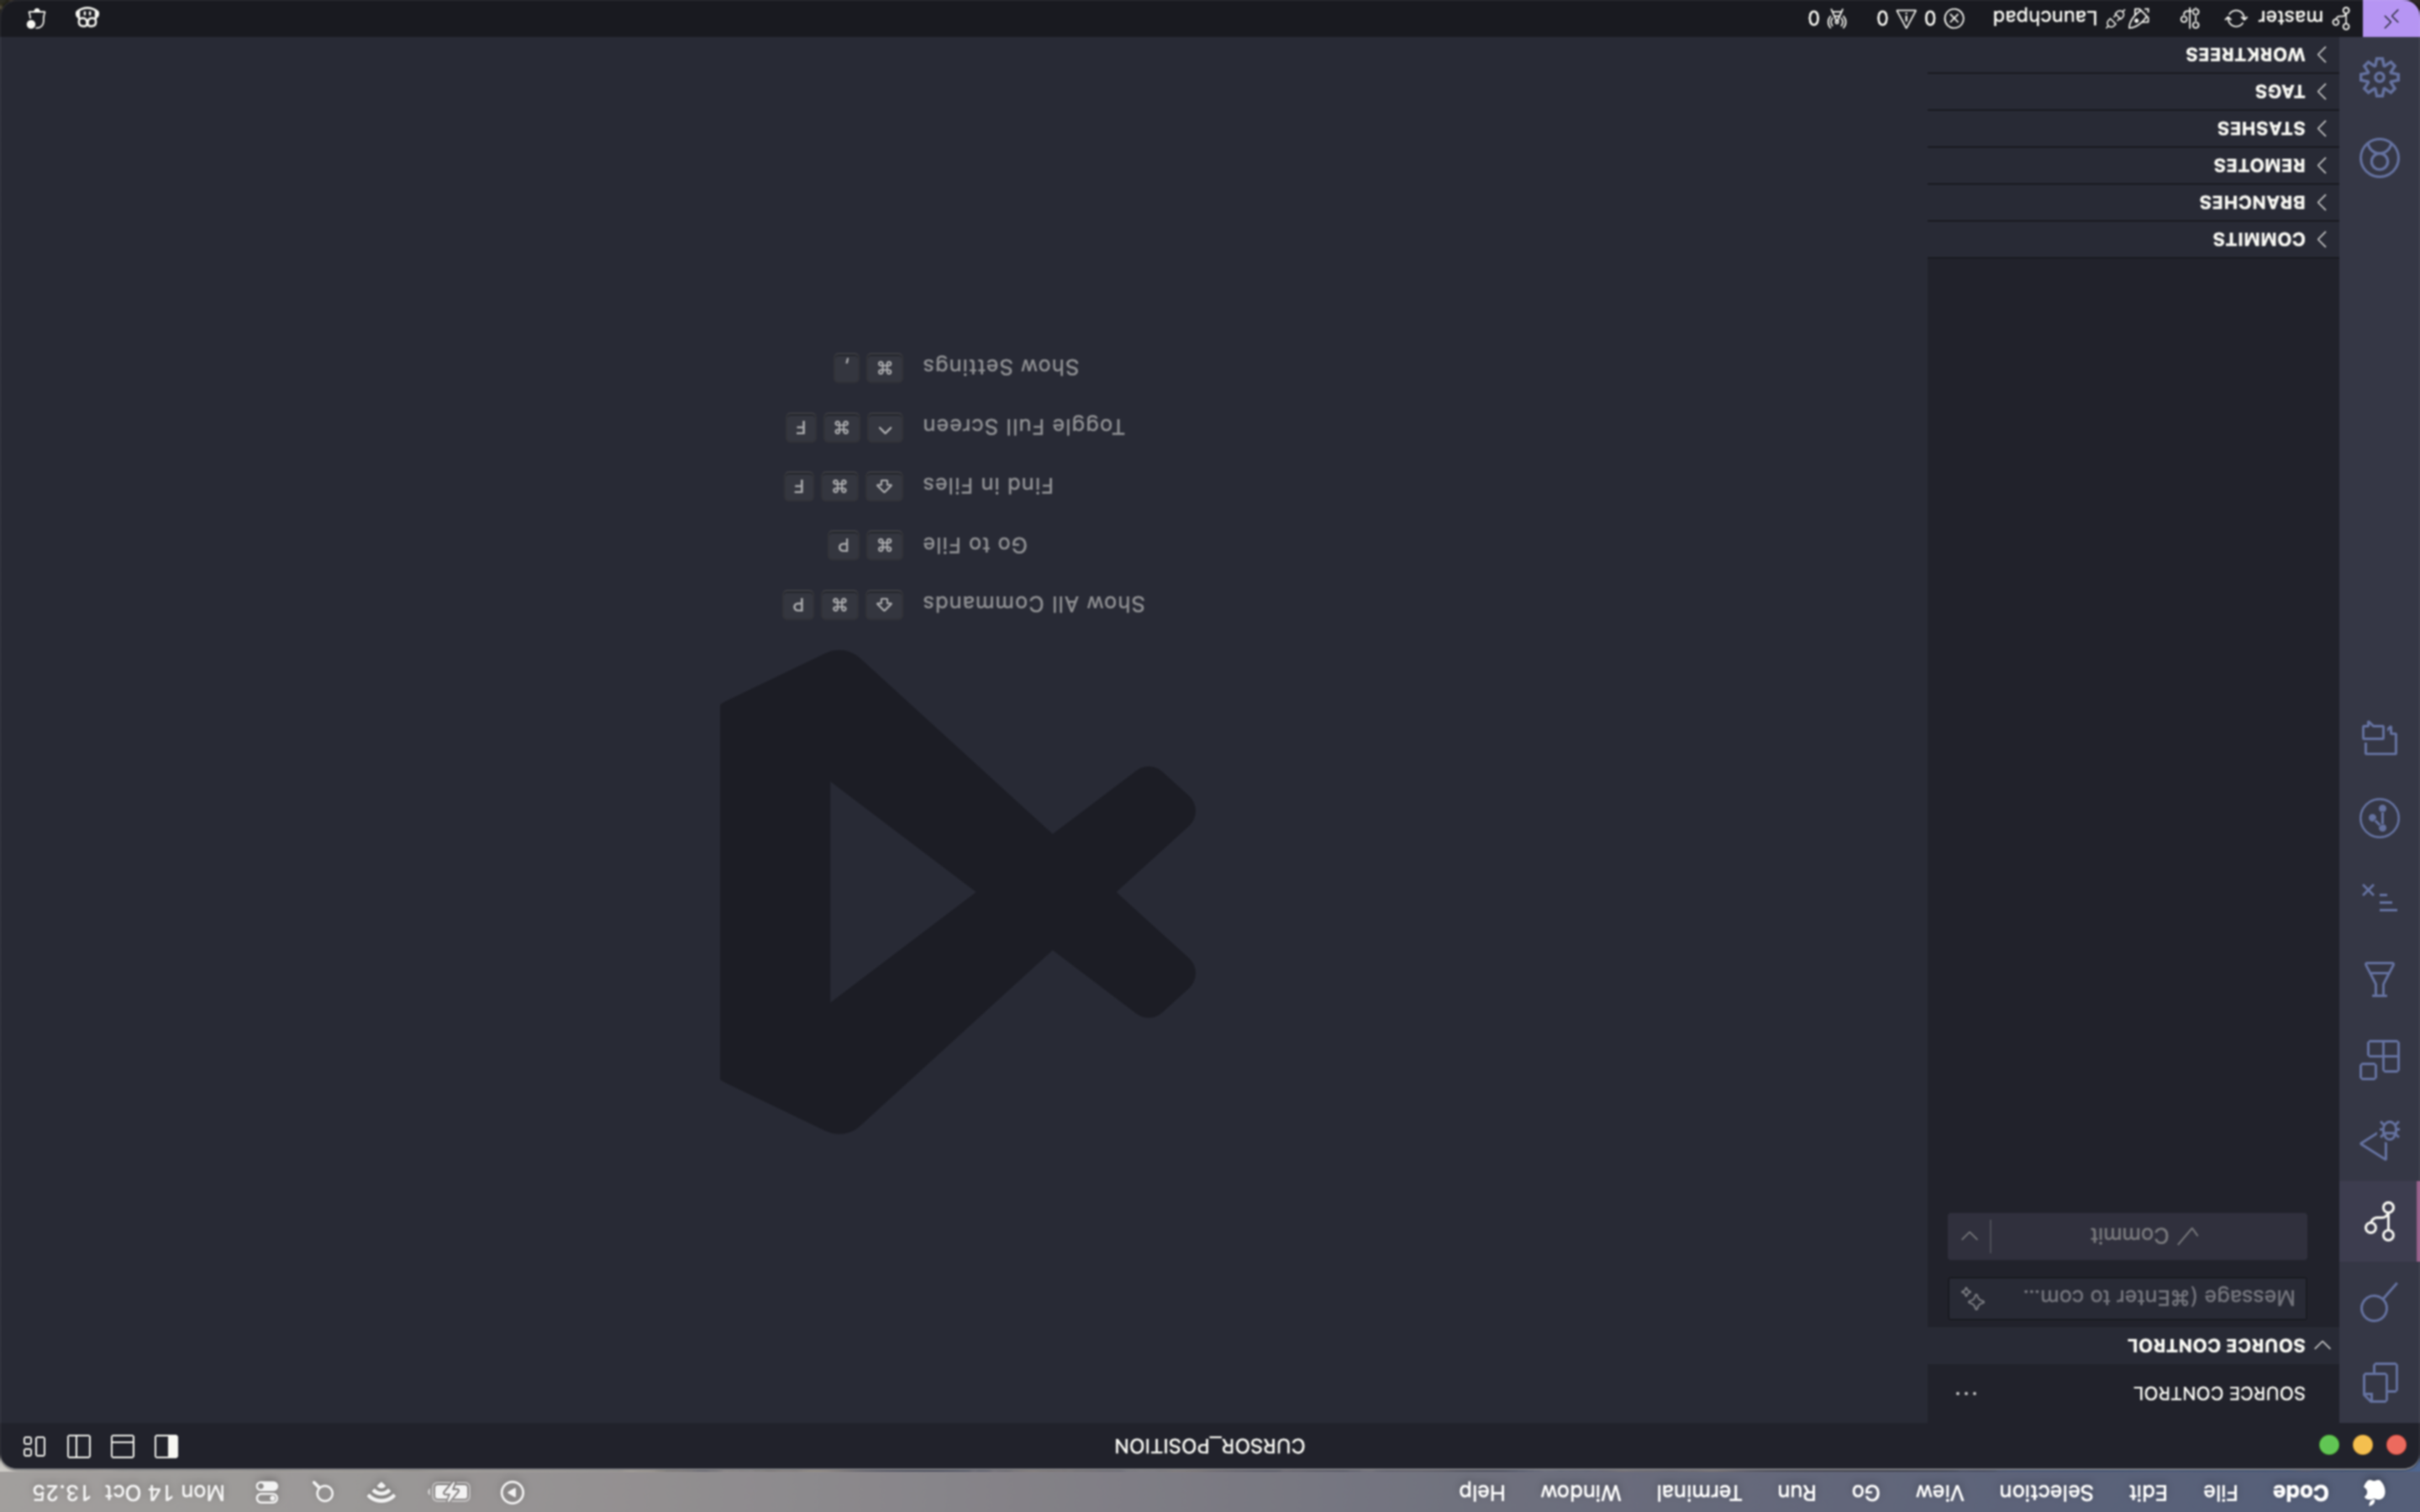 Code File Edit Selection View Go Run Terminal Window Help Mon 14 Oct 13.25
CURSOR_POSITION
SOURCE CONTROL ...
SOURCE CONTROL
Message (⌘Enter to com...
Commit
COMMITS
BRANCHES
REMOTES
STASHES
TAGS
WORKTREES
Show All Commands ⇧ ⌘ P
Go to File ⌘ P
Find in Files ⇧ ⌘ F
Toggle Full Screen ^ ⌘ F
Show Settings ⌘ ,
master Launchpad 0 0 0